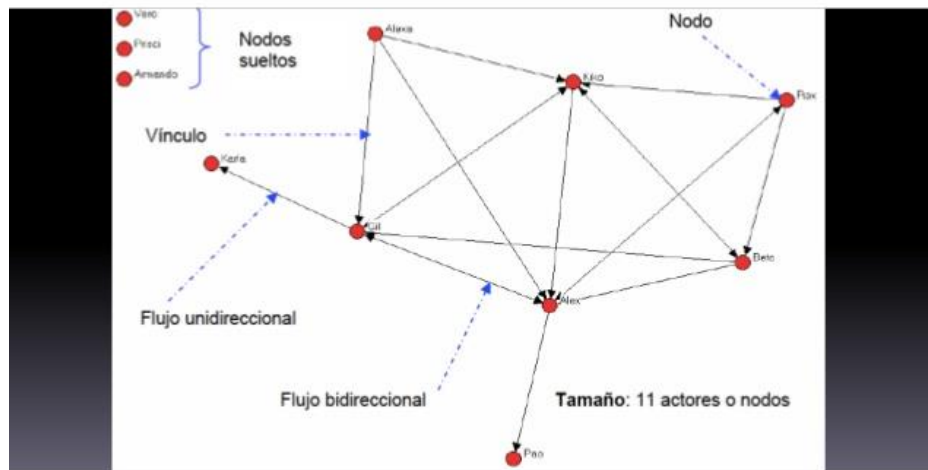 Vero
Pisci
Armando
Nodos
sueltos
Alexa
Nodo
Kiko
Rox
Vínculo
Karla
Gil
Beto
Alex
Flujo unidireccional
Flujo bidireccional
Tamaño: 11 actores o nodos
Pao